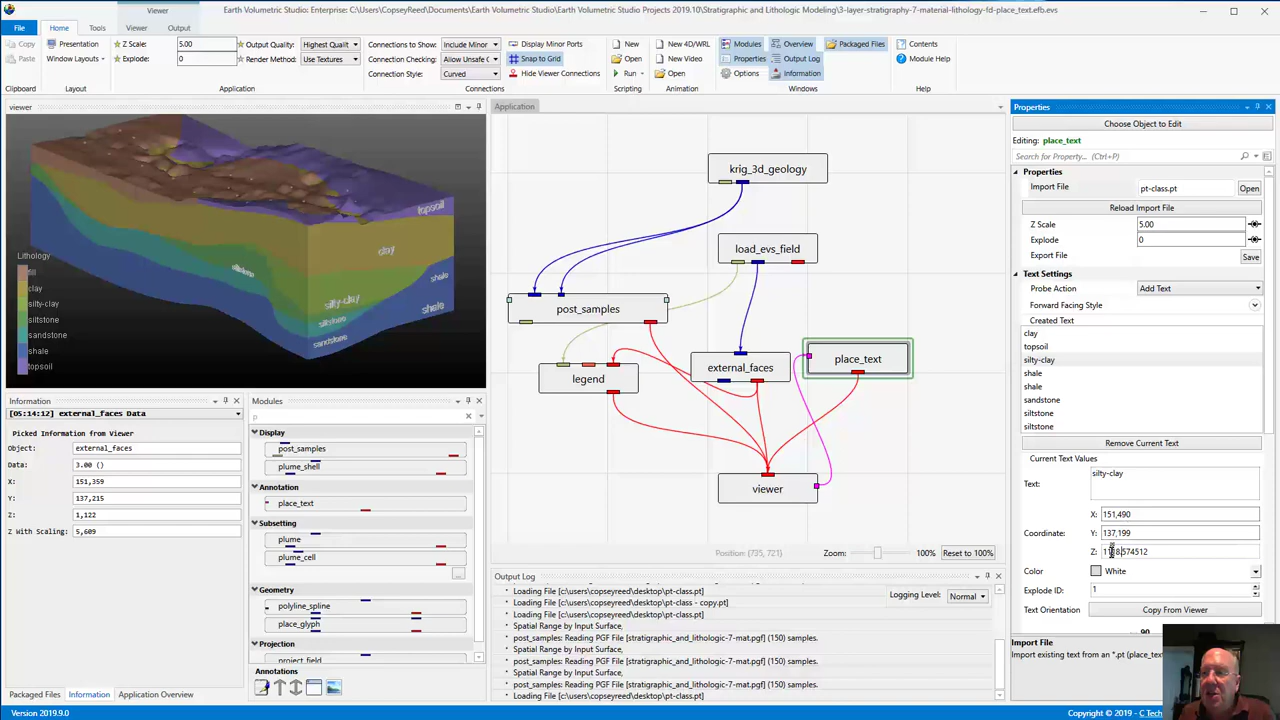 Viewer
Earth Volumetric Studio: Enterprise: C:\Users\CopseyReed\Documents\Earth Volumetric Studio\Earth Volumetric Studio Projects 2019.10\Stratigraphic and Lithologic Modeling\3-layer-stratigraphy-7-material-lithology-fd-place_text.efb.evs
File Home Tools Viewer Output
Copy Presentation Z Scale: 5.00 Output Quality: Highest Qualit Connections to Show: Include Minor Display Minor Ports New New 4D/WRL Modules Overview Packaged Files Contents
Paste Window Layouts Explode: 0 Render Method: Use Textures Connection Checking: Allow Unsafe C Snap to Grid Open New Video Properties Output Log Module Help
Connection Style: Curved Hide Viewer Connections Run Open Options Information
Clipboard Layout Application Connections Scripting Animation Windows Help
viewer
topsoil
clay
siltstone
shale
silty-clay
shale
siltstone
sandstone
Lithology
fill
clay
silty-clay
siltstone
sandstone
shale
topsoil
Application
krig_3d_geology
load_evs_field
post_samples
legend
external_faces
place_text
viewer
Position: (735, 721) Zoom: 100% Reset to 100%
Information
[05:14:12] external_faces Data
Picked Information from Viewer
Object: external_faces
Data: 3.00 ()
X: 151,359
Y: 137,215
Z: 1,122
Z With Scaling: 5,609
Packaged Files Information Application Overview
Modules
p
Display
post_samples
plume_shell
Annotation
place_text
Subsetting
plume
plume_cell
...
Geometry
polyline_spline
place_glyph
Projection
project_field
Annotations
Output Log
Loading File [c:\users\copseyreed\desktop\pt-class.pt]
Loading File [c:\users\copseyreed\desktop\pt-class - copy.pt]
Spatial Range by Input Surface,
post_samples: Reading PGF File [stratigraphic_and_lithologic-7-mat.pgf] (150) samples.
Spatial Range by Input Surface,
post_samples: Reading PGF File [stratigraphic_and_lithologic-7-mat.pgf] (150) samples.
Spatial Range by Input Surface,
post_samples: Reading PGF File [stratigraphic_and_lithologic-7-mat.pgf] (150) samples.
Loading File [c:\users\copseyreed\desktop\pt-class.pt]
Logging Level: Normal
Properties
Choose Object to Edit
Editing: place_text
Search for Property... (Ctrl+P)
Properties
Import File pt-class.pt Open
Reload Import File
Z Scale 5.00
Explode 0
Export File Save
Text Settings
Probe Action Add Text
Forward Facing Style
Created Text
clay
topsoil
silty-clay
shale
shale
sandstone
siltstone
siltstone
Remove Current Text
Current Text Values
Text: silty-clay
X: 151,490
Coordinate: Y: 137,199
Color White
Explode ID: 1
Text Orientation Copy From Viewer
90
Import File
Import existing text from an *.pt (place_tex
Version 2019.9.0
Copyright © 2019 - C Tech